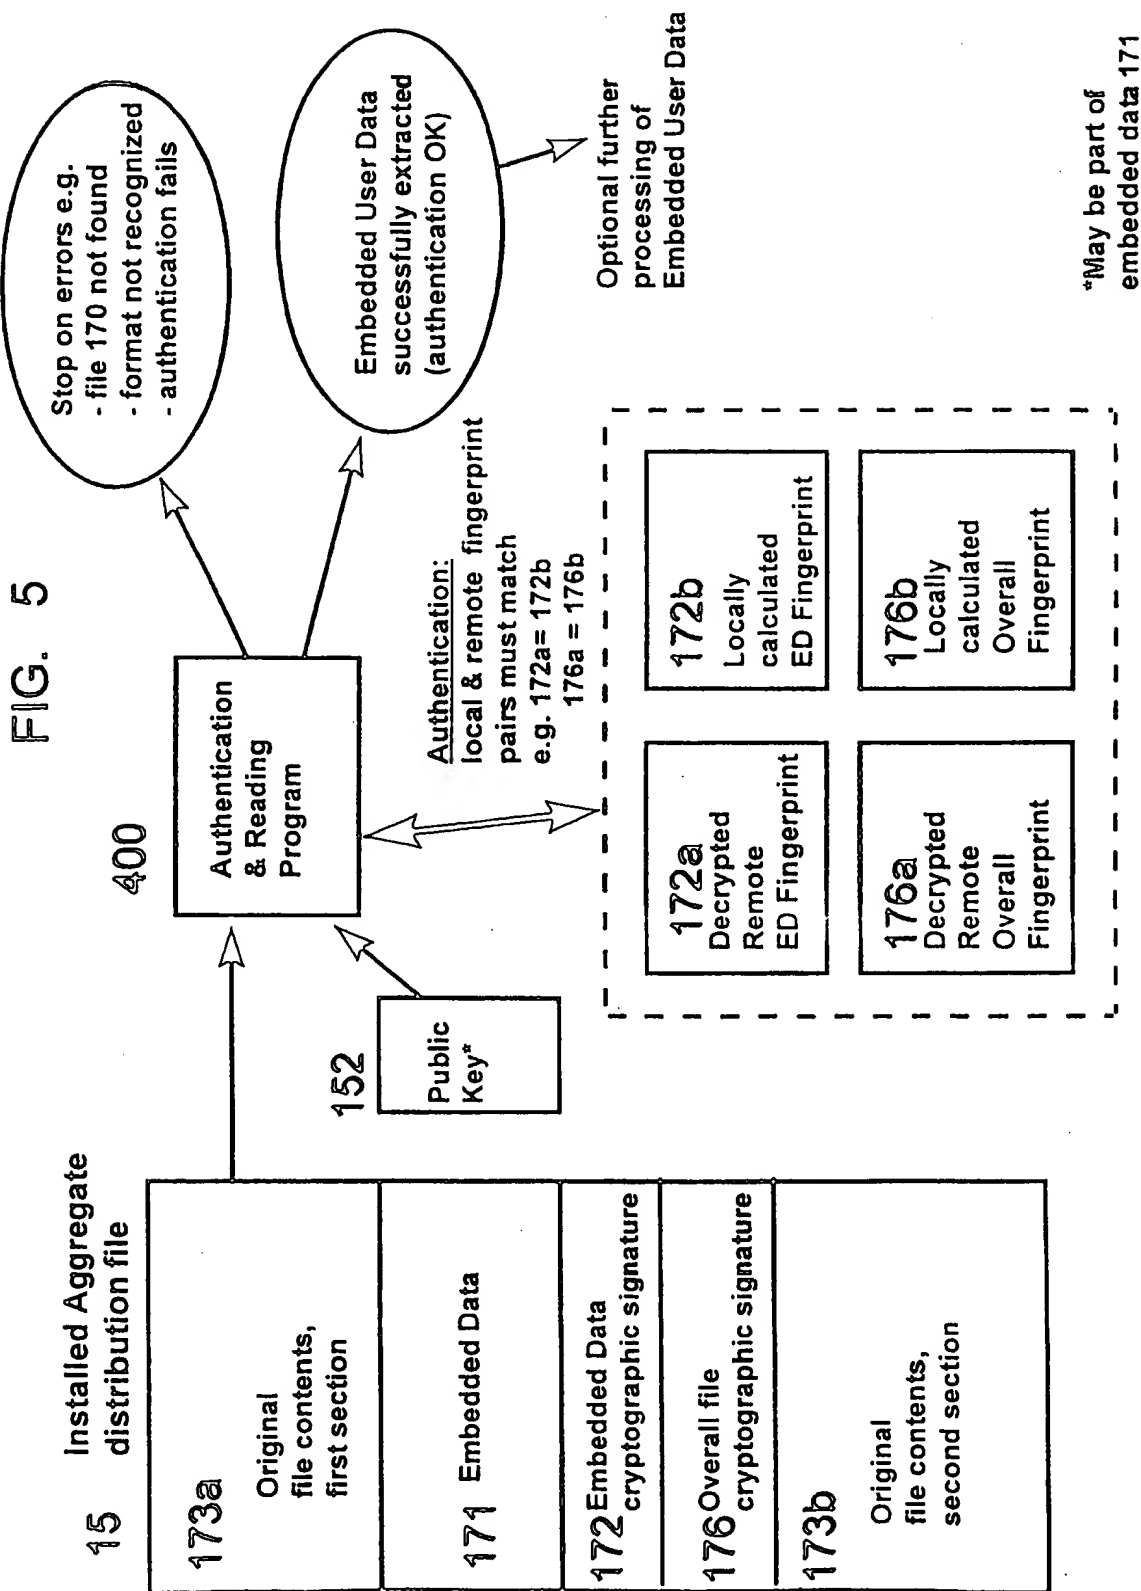 FIG. 5
15 Installed Aggregate
distribution file
173a
Original
file contents,
first section
171 Embedded Data
172 Embedded Data
cryptographic signature
176 Overall file
cryptographic signature
173b
Original
file contents,
second section
152
Public
Key*
400
Authentication
& Reading
Program
Stop on errors e.g.
- file 170 not found
- format not recognized
- authentication fails
Embedded User Data
successfully extracted
(authentication OK)
Optional further
processing of
Embedded User Data
Authentication:
local & remote fingerprint
pairs must match
e.g. 172a = 172b
176a = 176b
172a
Decrypted
Remote
ED Fingerprint
172b
Locally
calculated
ED Fingerprint
176a
Decrypted
Remote
Overall
Fingerprint
176b
Locally
calculated
Overall
Fingerprint
*May be part of
embedded data 171